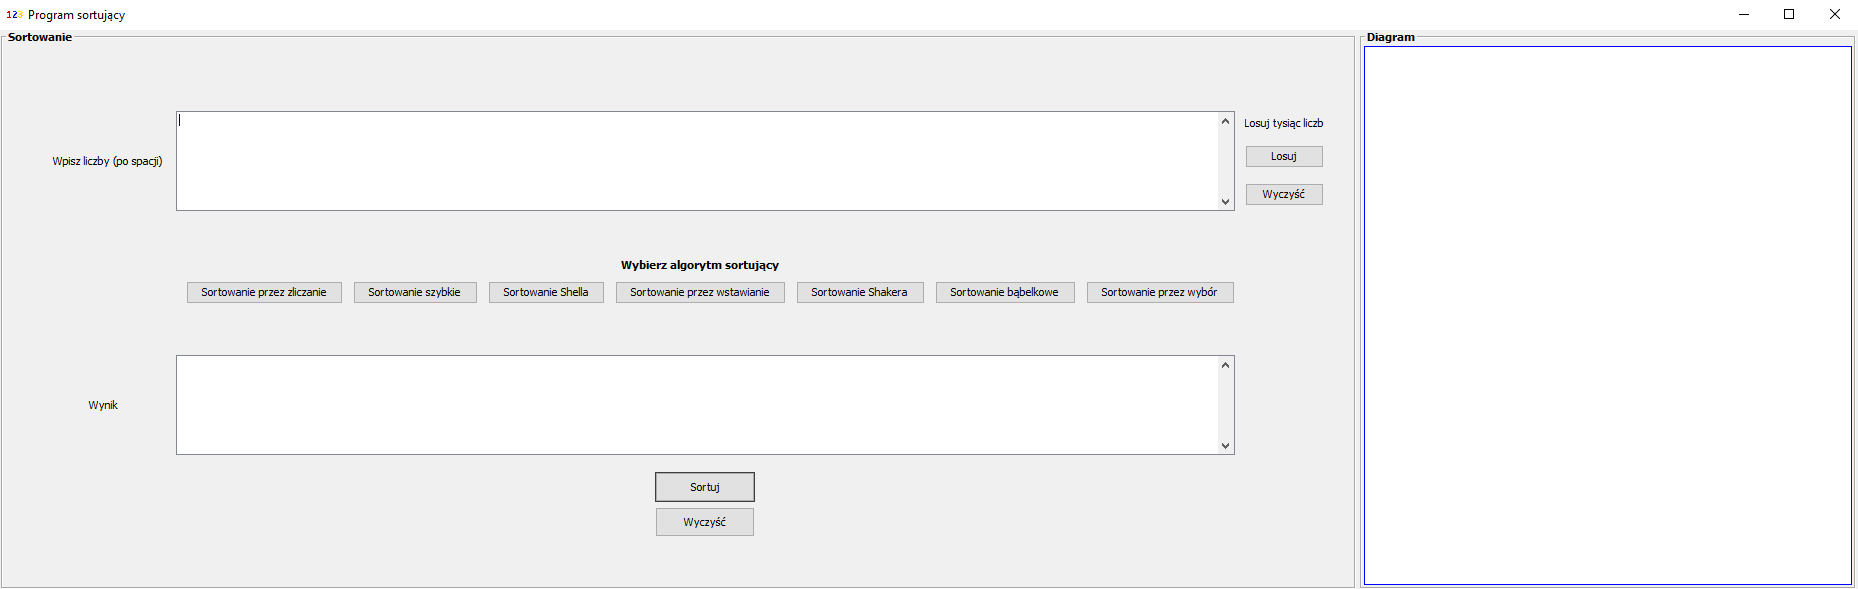 123 Program sortujący
Sortowanie
Diagram
Losuj tysiąc liczb
Wpisz liczby (po spacji)
Losuj
Wyczyść
Wybierz algorytm sortujący
Sortowanie przez zliczanie Sortowanie szybkie Sortowanie Shella Sortowanie przez wstawianie Sortowanie Shakera Sortowanie bąbelkowe Sortowanie przez wybór
Wynik
Sortuj
Wyczyść